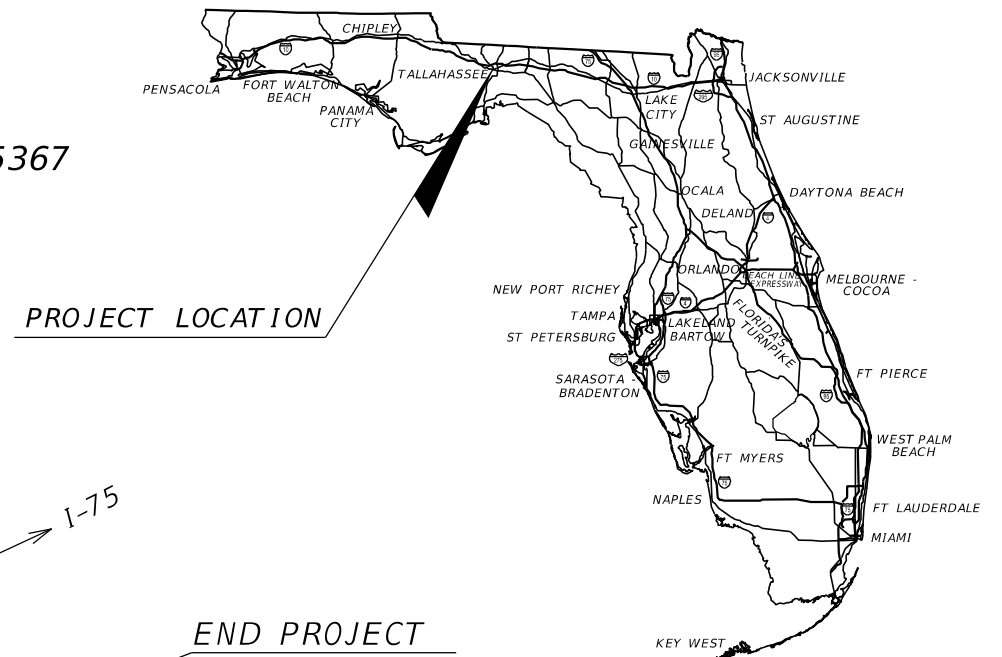 CHIPLEY
PENSACOLA
FORT WALTON
BEACH
PANAMA
CITY
TALLAHASSEE
LAKE
CITY
JACKSONVILLE
ST AUGUSTINE
5367
GAINESVILLE
OCALA
DELAND
DAYTONA BEACH
ORLANDO
BEACH LINE
EXPRESSWAY
MELBOURNE -
COCOA
NEW PORT RICHEY
TAMPA
ST PETERSBURG
LAKELAND
BARTOW
FLORIDA'S
TURNPIKE
PROJECT LOCATION
SARASOTA -
BRADENTON
FT PIERCE
WEST PALM
BEACH
FT MYERS
NAPLES
FT LAUDERDALE
MIAMI
I-75
END PROJECT
KEY WEST